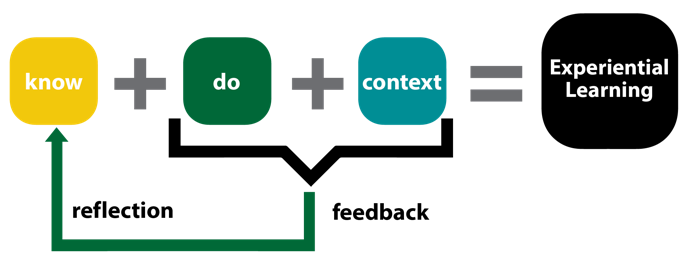 know + do + context = Experiential
Learning
reflection
feedback